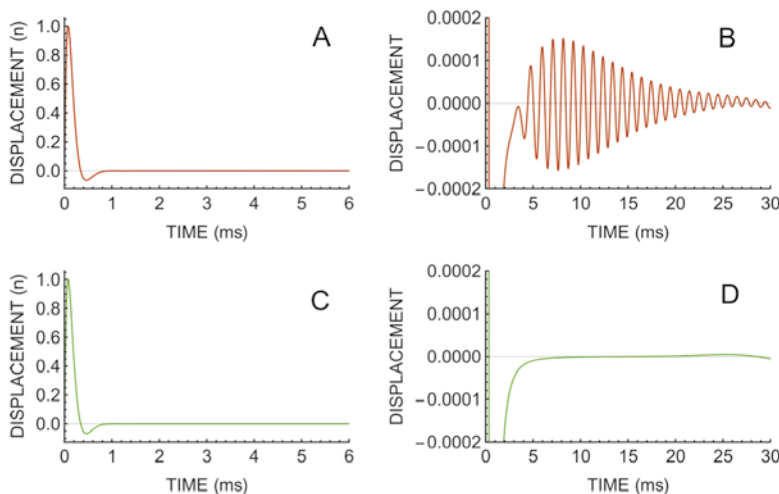 DISPLACEMENT (n)
1.0
0.8
0.6
0.4
0.2
0.0
0 1 2 3 4 5 6
TIME (ms)
A
DISPLACEMENT
0.0002
0.0001
0.0000
−0.0001
−0.0002
0 5 10 15 20 25 30
TIME (ms)
B
DISPLACEMENT (n)
1.0
0.8
0.6
0.4
0.2
0.0
0 1 2 3 4 5 6
TIME (ms)
C
DISPLACEMENT
0.0002
0.0001
0.0000
−0.0001
−0.0002
0 5 10 15 20 25 30
TIME (ms)
D